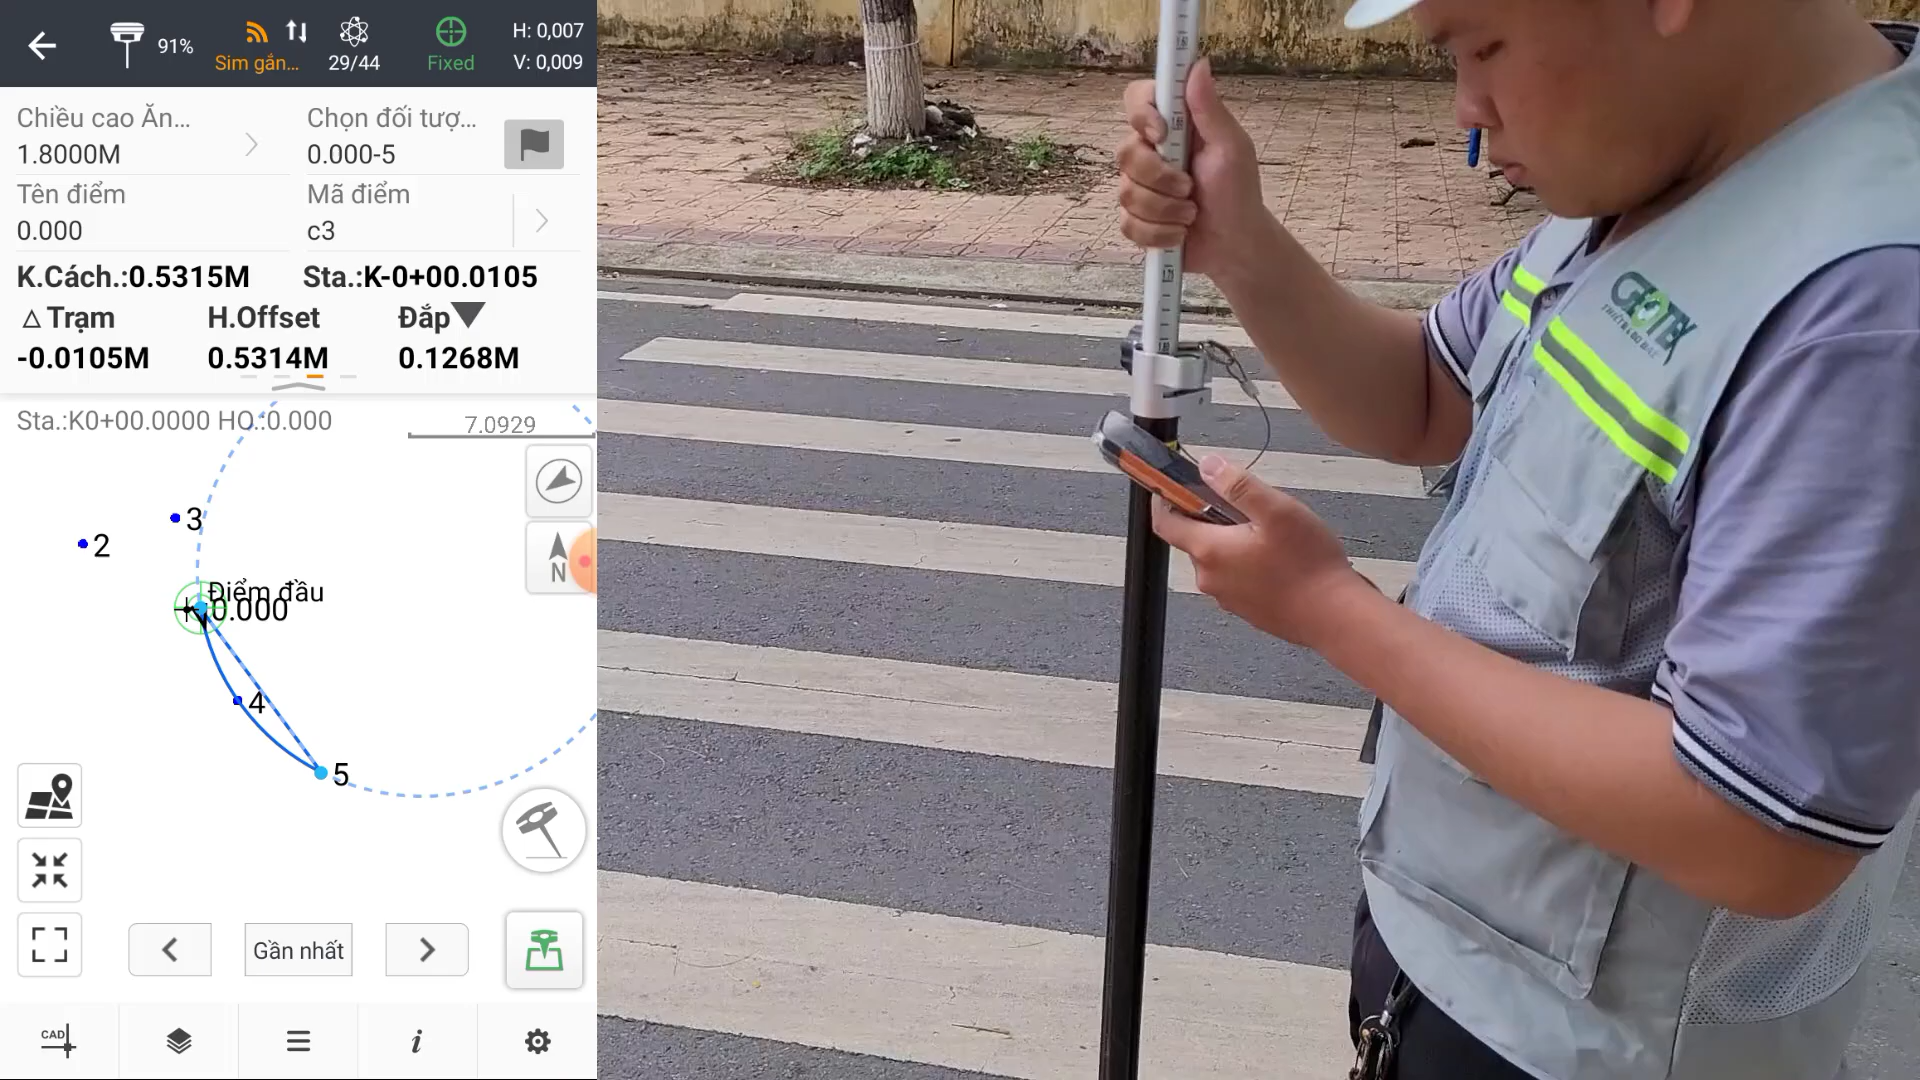 91%
Sim gắn...
29/44
Fixed
H: 0,007
V: 0,009
Chiều cao Ăn...
1.8000M
Chọn đối tượ...
0.000-5
Tên điểm
0.000
Mã điểm
c3
K.Cách.:0.5315M
Sta.:K-0+00.0105
△ Trạm
-0.0105M
H.Offset
0.5314M
Đắp
0.1268M
Sta.:K0+00.0000 HO.:0.000
7.0929
3
2
Điểm đầu
0.000
4
5
N
Gần nhất
CAD
i
GEOTEK